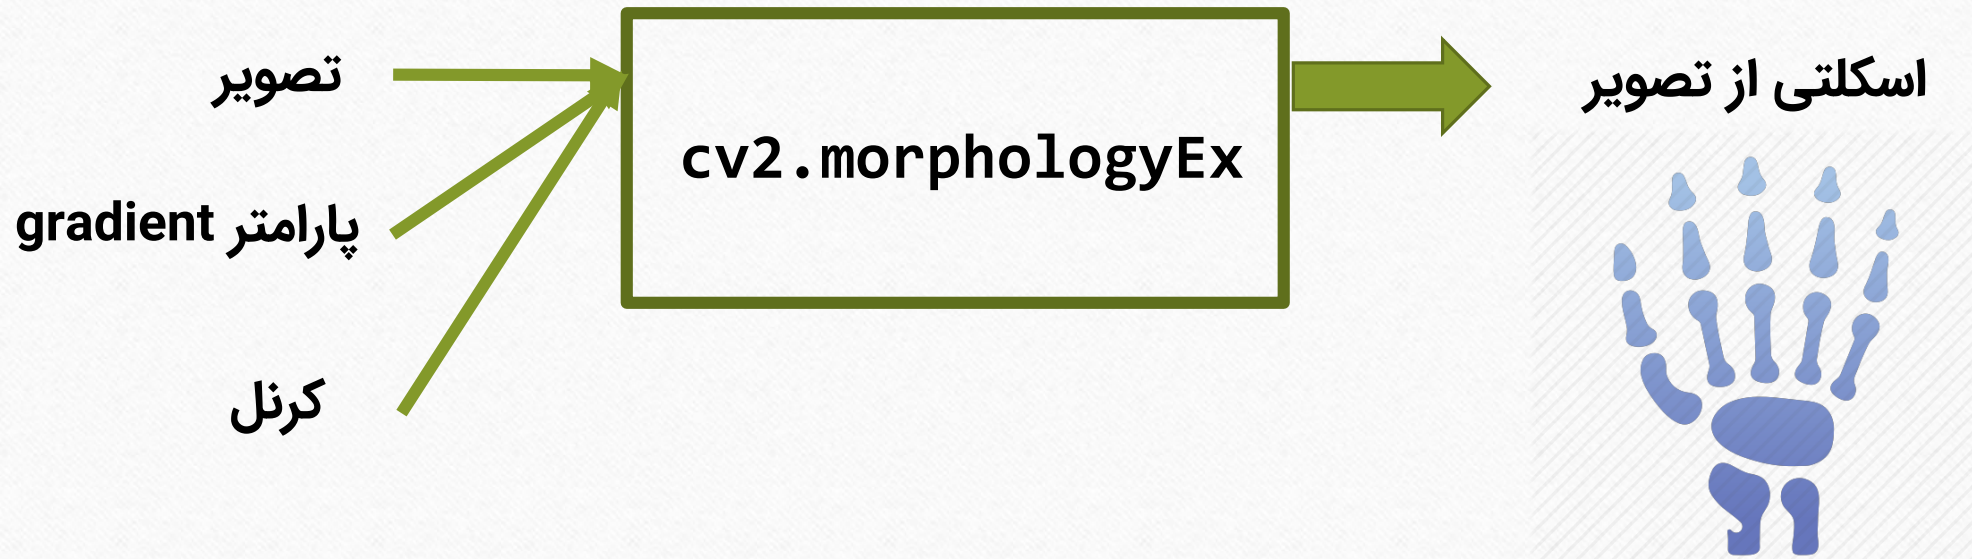 تصویر
پارامتر gradient
کرنل
cv2.morphologyEx
اسکلتی از تصویر